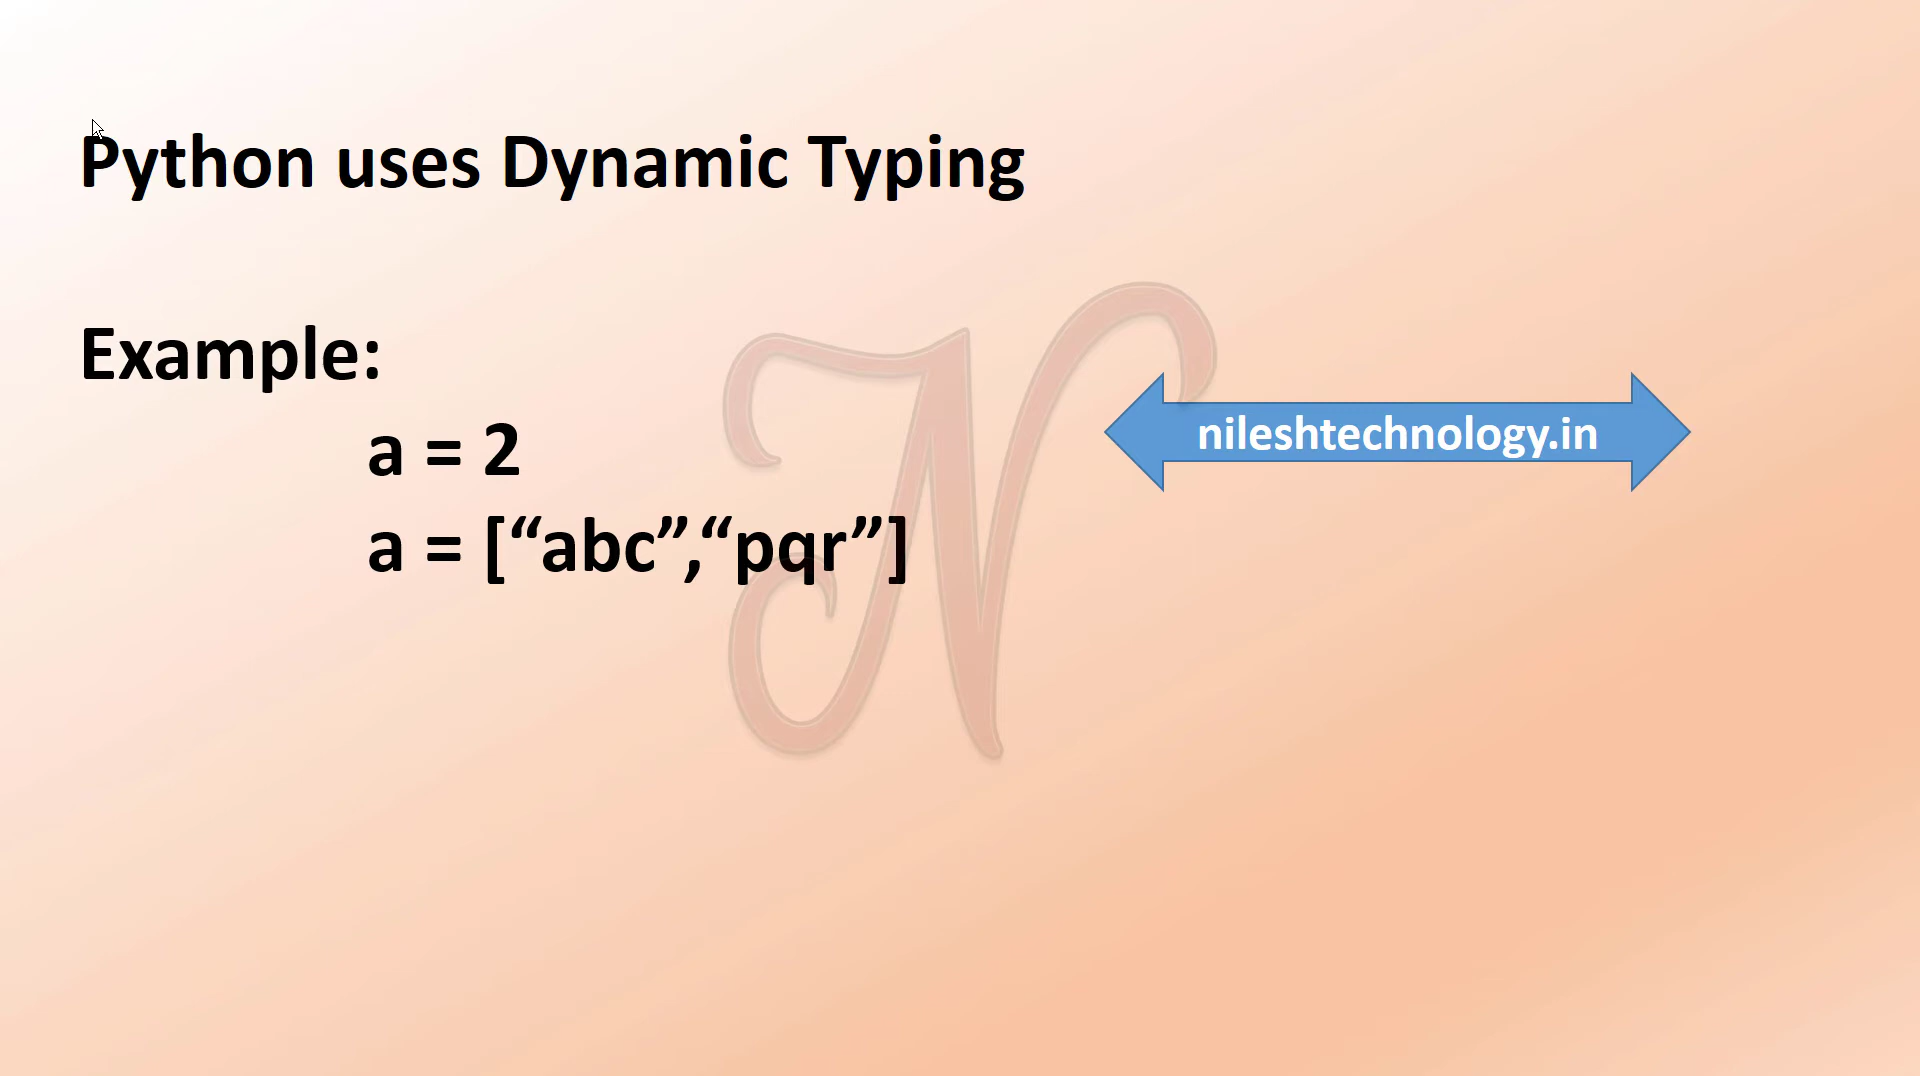 Python uses Dynamic Typing
Example:
a = 2
a = [“abc”,“pqr”]
nileshtechnology.in
N